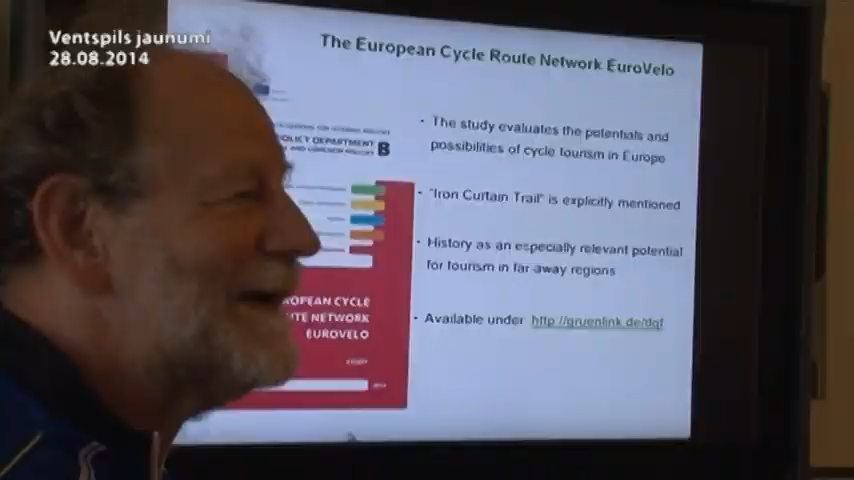 Ventspils jaunumi
28.08.2014
The European Cycle Route Network EuroVelo
• The study evaluates the potentials and
possibilities of cycle tourism in Europe
• "Iron Curtain Trail" is explicitly mentioned
• History as an especially relevant potential
for tourism in far away regions
• Available under http://gruenlink.de/dqf
POLICY DEPARTMENT
B
EUROPEAN CYCLE
ROUTE NETWORK
EUROVELO